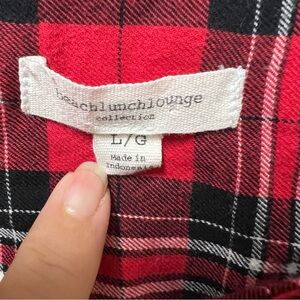 beachlunchlounge
collection
L/G
Made in
Indonesia